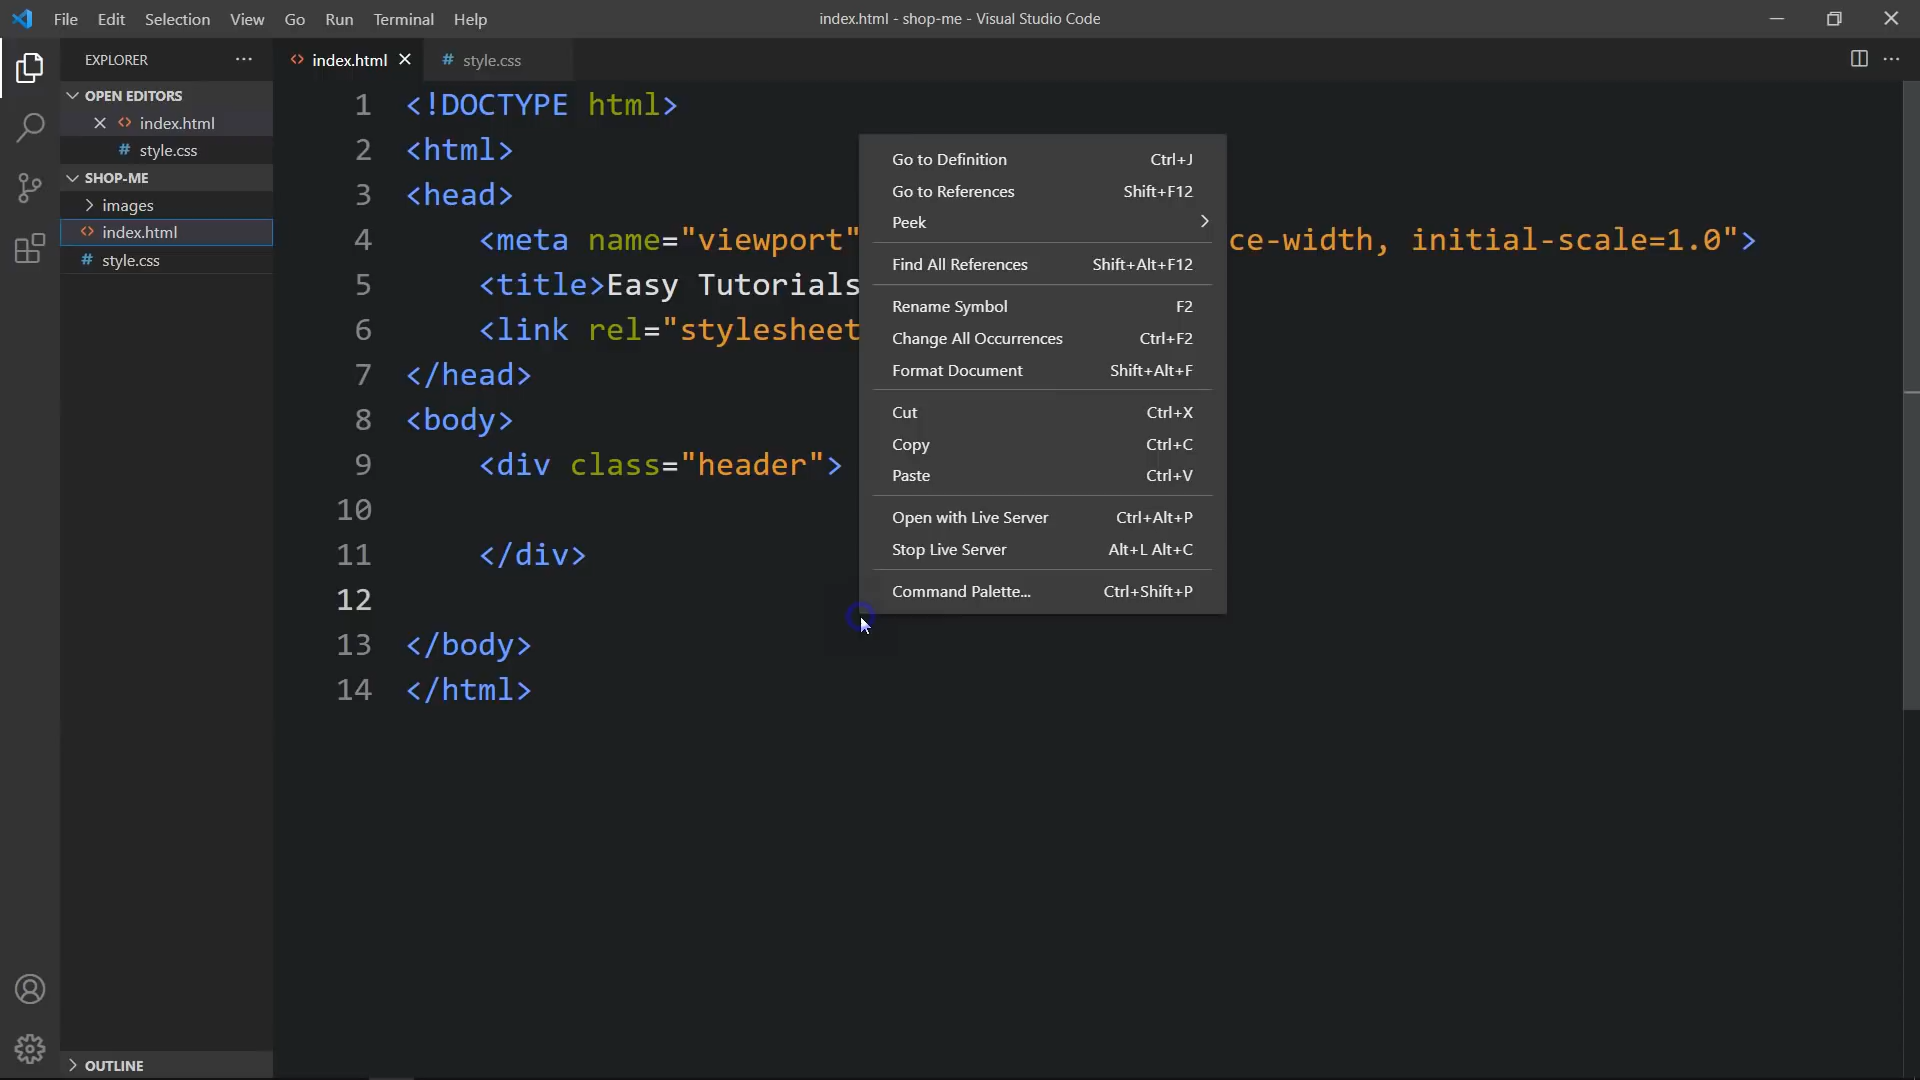 File Edit Selection View Go Run Terminal Help
index.html - shop-me - Visual Studio Code
EXPLORER
OPEN EDITORS
index.html
style.css
SHOP-ME
images
index.html
style.css
OUTLINE
index.html
style.css
1 <!DOCTYPE html>
2 <html>
3 <head>
4 <meta name="viewport" ce-width, initial-scale=1.0">
5 <title>Easy Tutorials
6 <link rel="stylesheet
7 </head>
8 <body>
9 <div class="header">
10
11 </div>
12
13 </body>
14 </html>
Go to Definition Ctrl+J
Go to References Shift+F12
Peek
Find All References Shift+Alt+F12
Rename Symbol F2
Change All Occurrences Ctrl+F2
Format Document Shift+Alt+F
Cut Ctrl+X
Copy Ctrl+C
Paste Ctrl+V
Open with Live Server Ctrl+Alt+P
Stop Live Server Alt+L Alt+C
Command Palette... Ctrl+Shift+P